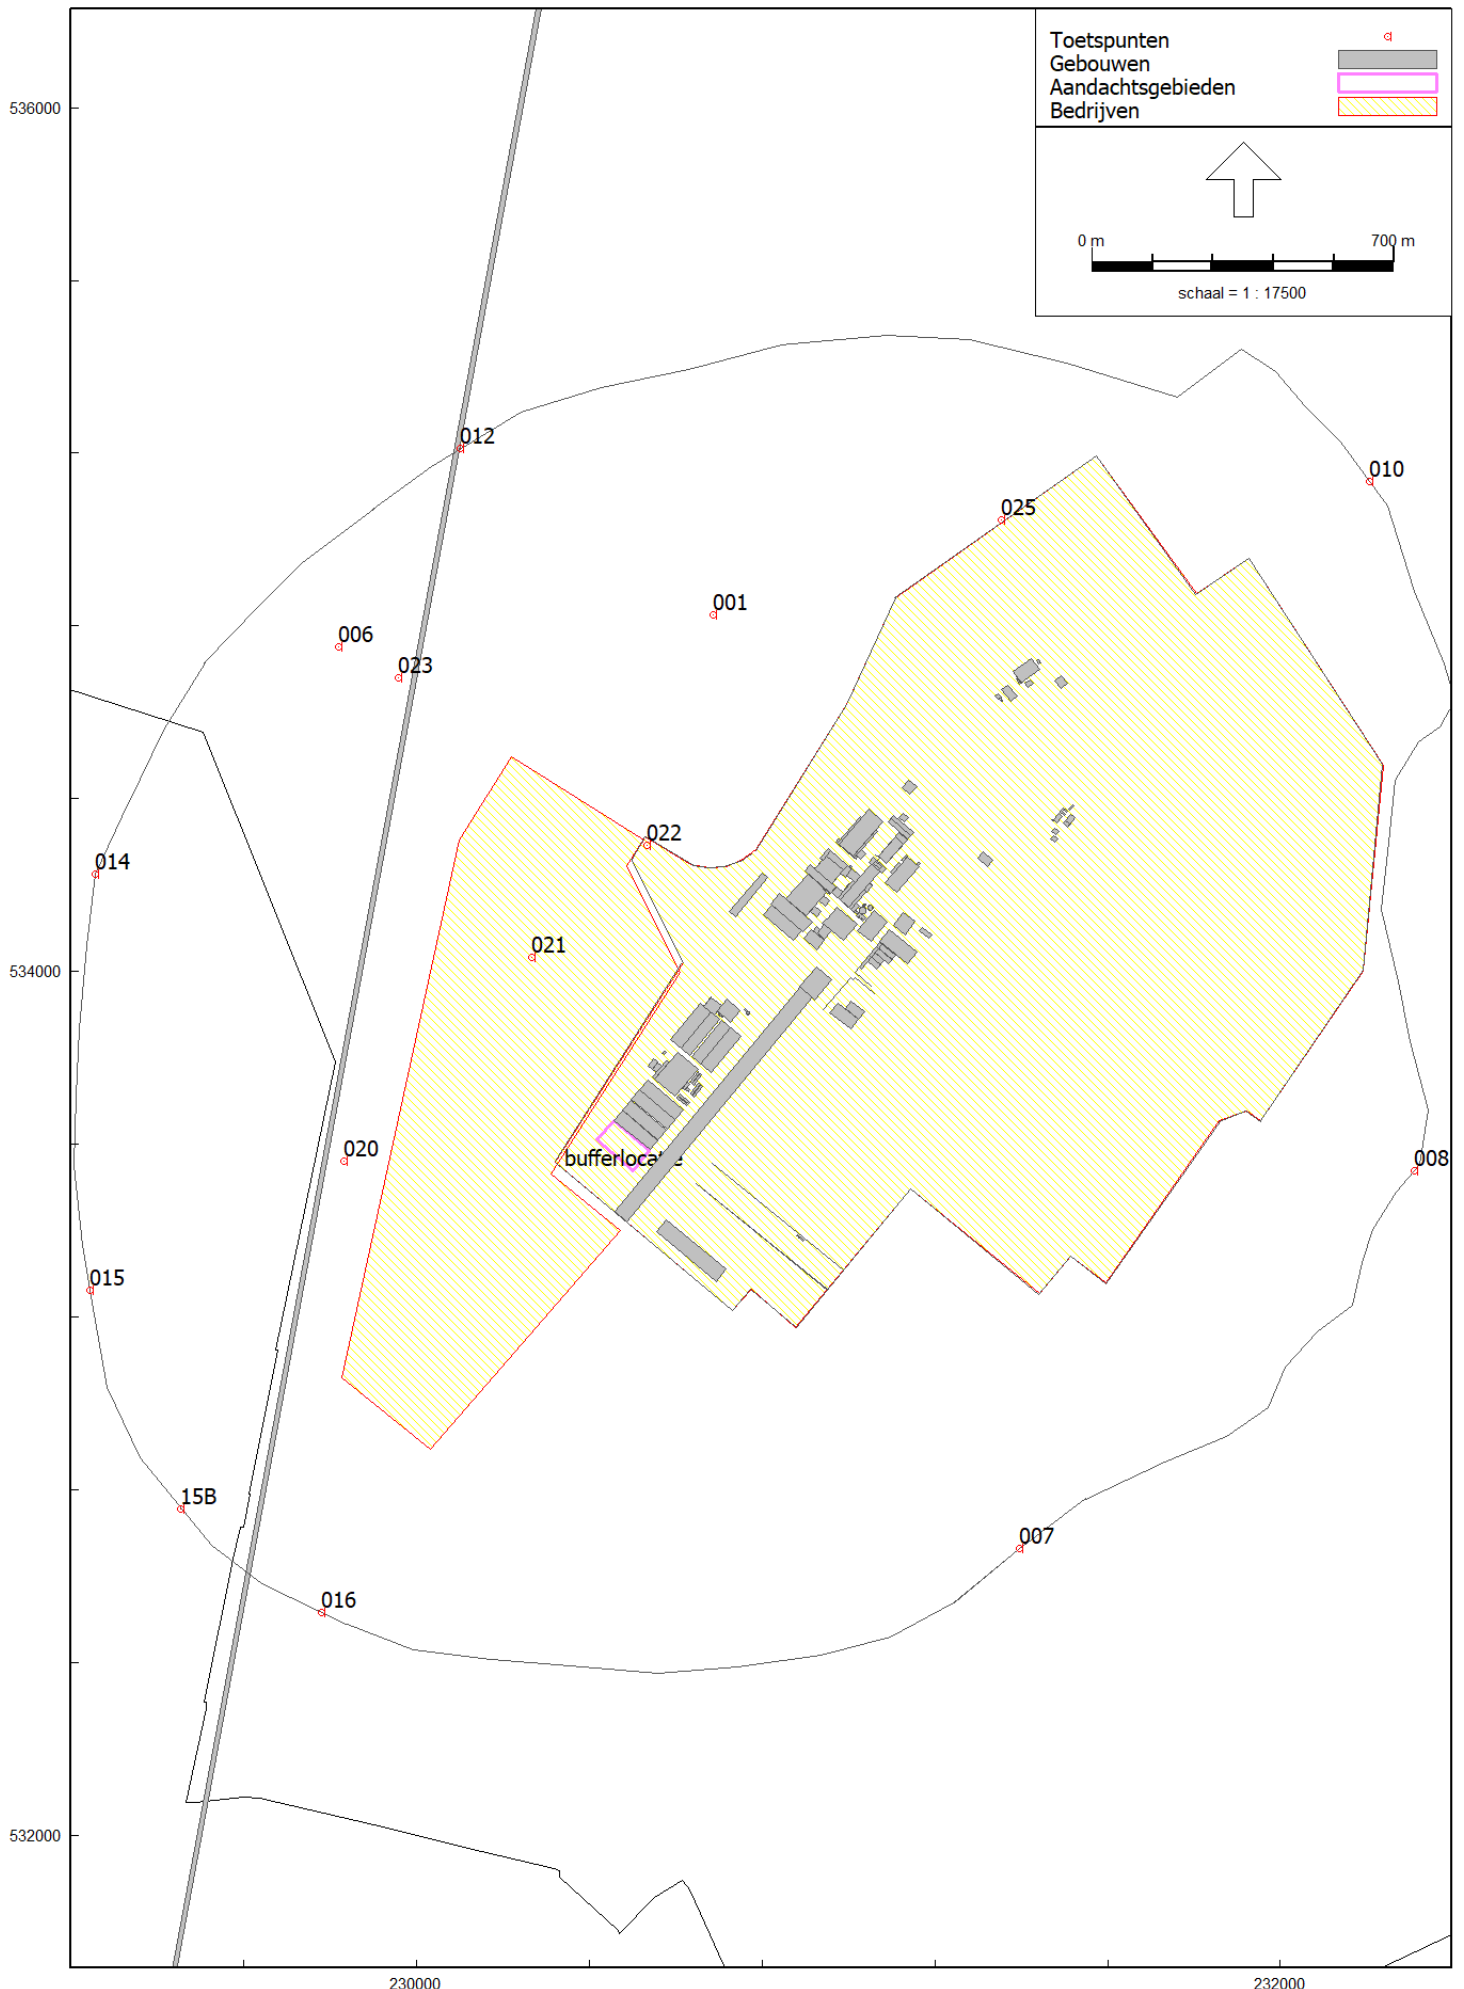 Toetspunten
Gebouwen
Aandachtsgebieden
Bedrijven
536000
0 m 700 m
schaal = 1 : 17500
012
010
025
001
006
023
022
014
021
534000
020
bufferlocatie
008
015
15B
007
016
532000
230000 232000